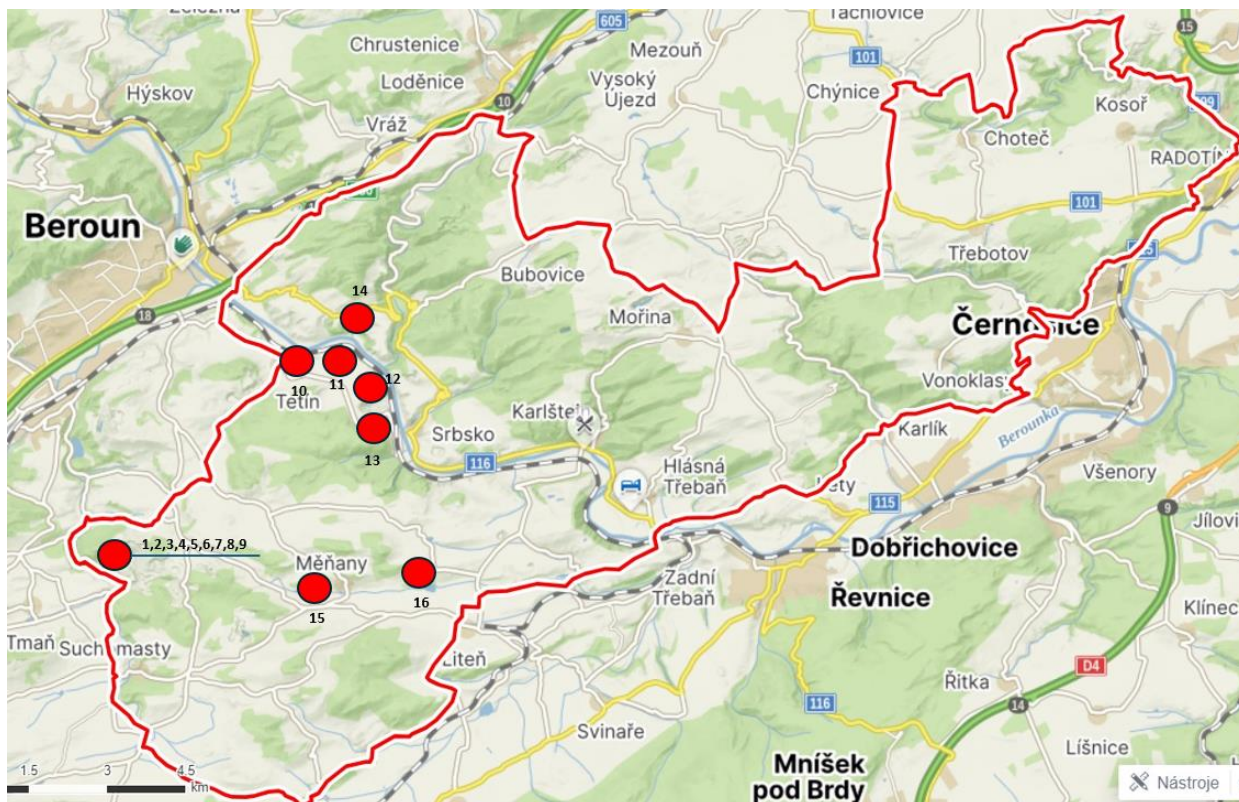 605
Tachlovice
15
Chrustenice
Mezouň
101
Loděnice
Vysoký
Újezd
Chýnice
Hýskov
10
Kosoř
Vráž
Choteč
RADOTÍN
Beroun
101
Třebotov
Bubovice
14
18
Mořina
Černošice
11
12
10
Tetín
Vonoklasy
Karlštejn
13
Srbsko
116
Karlík
Berounka
Hlásná
Třebaň
Všenory
Lety
115
9
1,2,3,4,5,6,7,8,9
Dobřichovice
Měňany
Zadní
Třebaň
16
15
Řevnice
Tmaň
Suchomasty
Liteň
D4
Řitka
116
14
Svinaře
Líšnice
1.5
3
4.5
km
Mníšek
pod Brdy
Nástroje